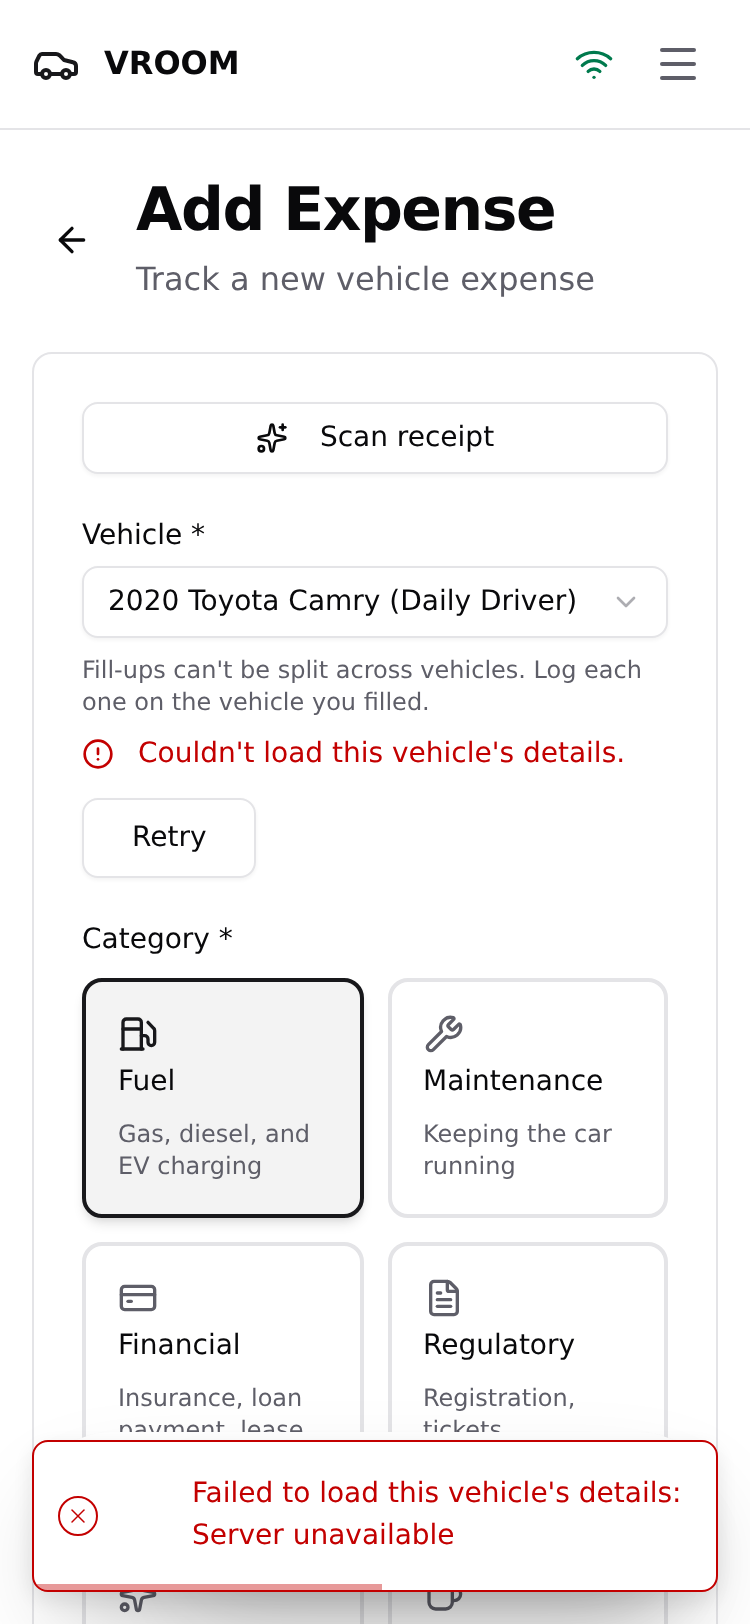 VROOM
Add Expense
Track a new vehicle expense
Scan receipt
Vehicle *
2020 Toyota Camry (Daily Driver)
Fill-ups can't be split across vehicles. Log each
one on the vehicle you filled.
Couldn't load this vehicle's details.
Retry
Category *
Fuel
Gas, diesel, and
EV charging
Maintenance
Keeping the car
running
Financial
Insurance, loan
payment, lease
Regulatory
Registration,
tickets
Failed to load this vehicle's details:
Server unavailable